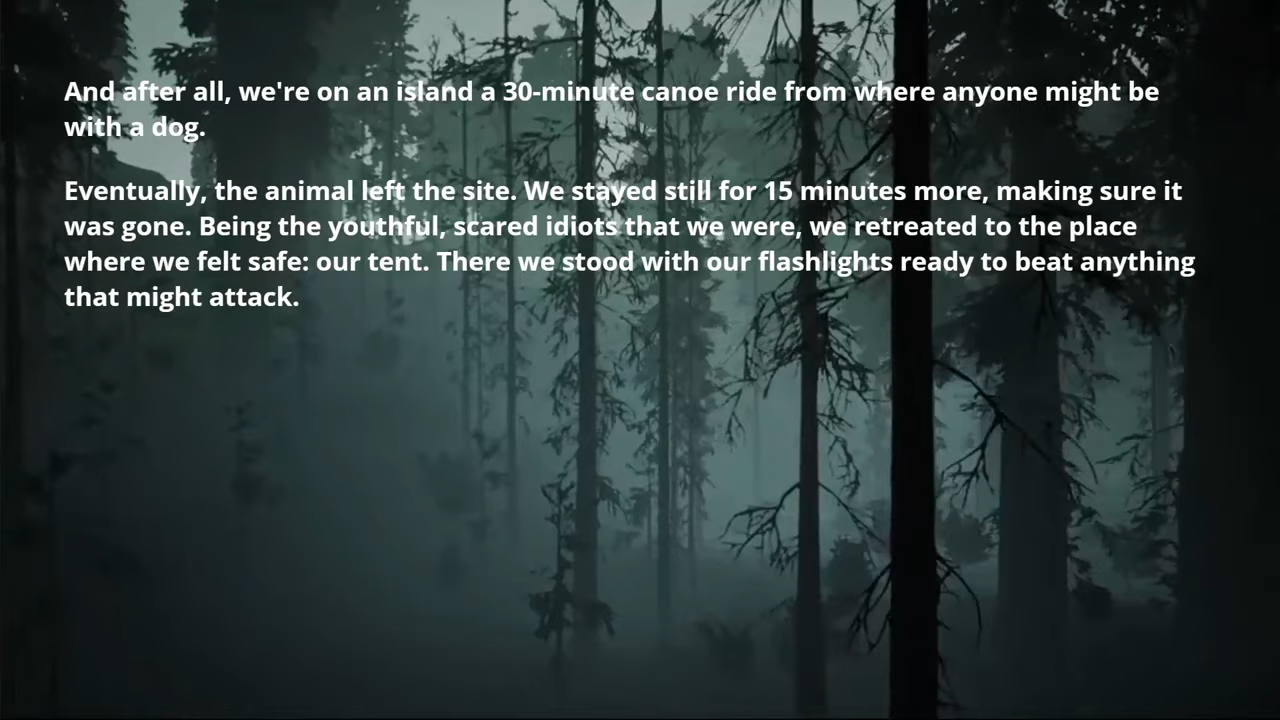 And after all, we're on an island a 30-minute canoe ride from where anyone might be
with a dog.
Eventually, the animal left the site. We stayed still for 15 minutes more, making sure it
was gone. Being the youthful, scared idiots that we were, we retreated to the place
where we felt safe: our tent. There we stood with our flashlights ready to beat anything
that might attack.